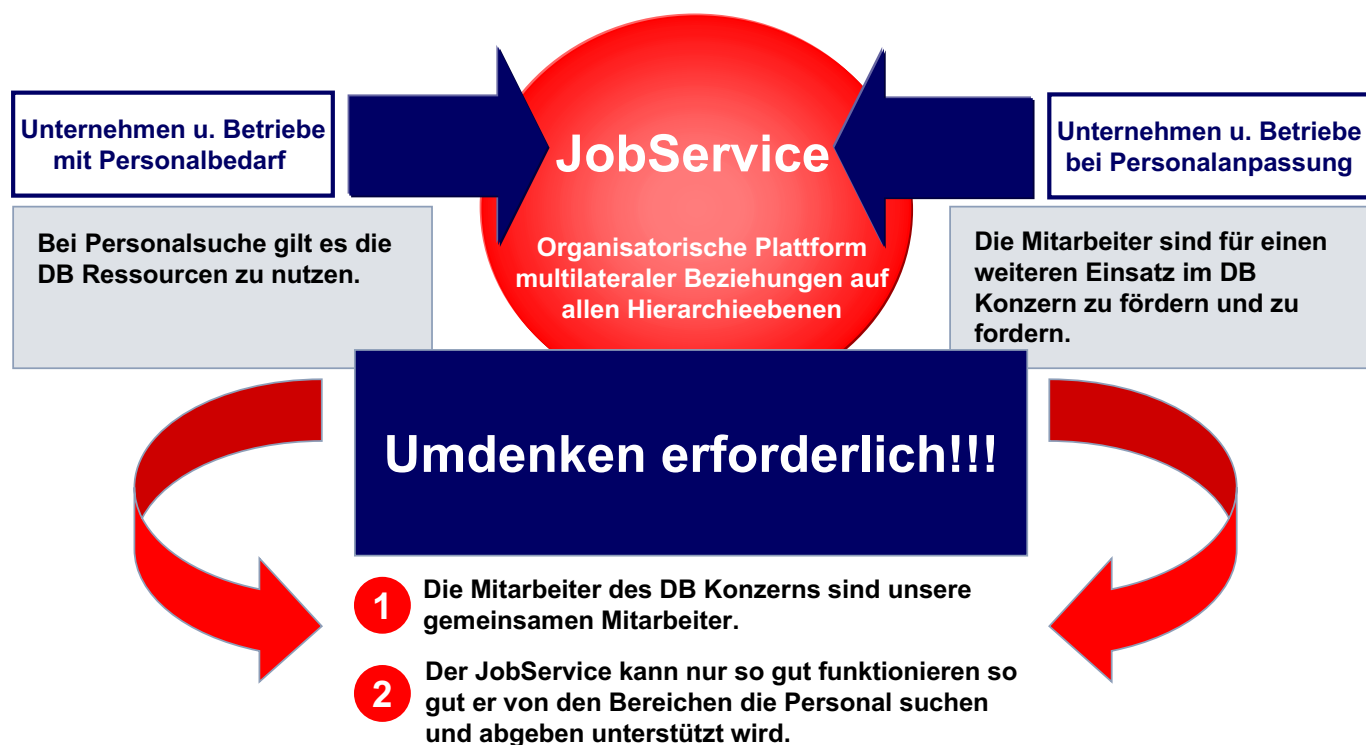 Unternehmen u. Betriebe
mit Personalbedarf
Bei Personalsuche gilt es die
DB Ressourcen zu nutzen.
JobService
Organisatorische Plattform
multilateraler Beziehungen auf
allen Hierarchieebenen
Unternehmen u. Betriebe
bei Personalanpassung
Die Mitarbeiter sind für einen
weiteren Einsatz im DB
Konzern zu fördern und zu
fordern.
Umdenken erforderlich!!!
1 Die Mitarbeiter des DB Konzerns sind unsere
gemeinsamen Mitarbeiter.
2 Der JobService kann nur so gut funktionieren so
gut er von den Bereichen die Personal suchen
und abgeben unterstützt wird.